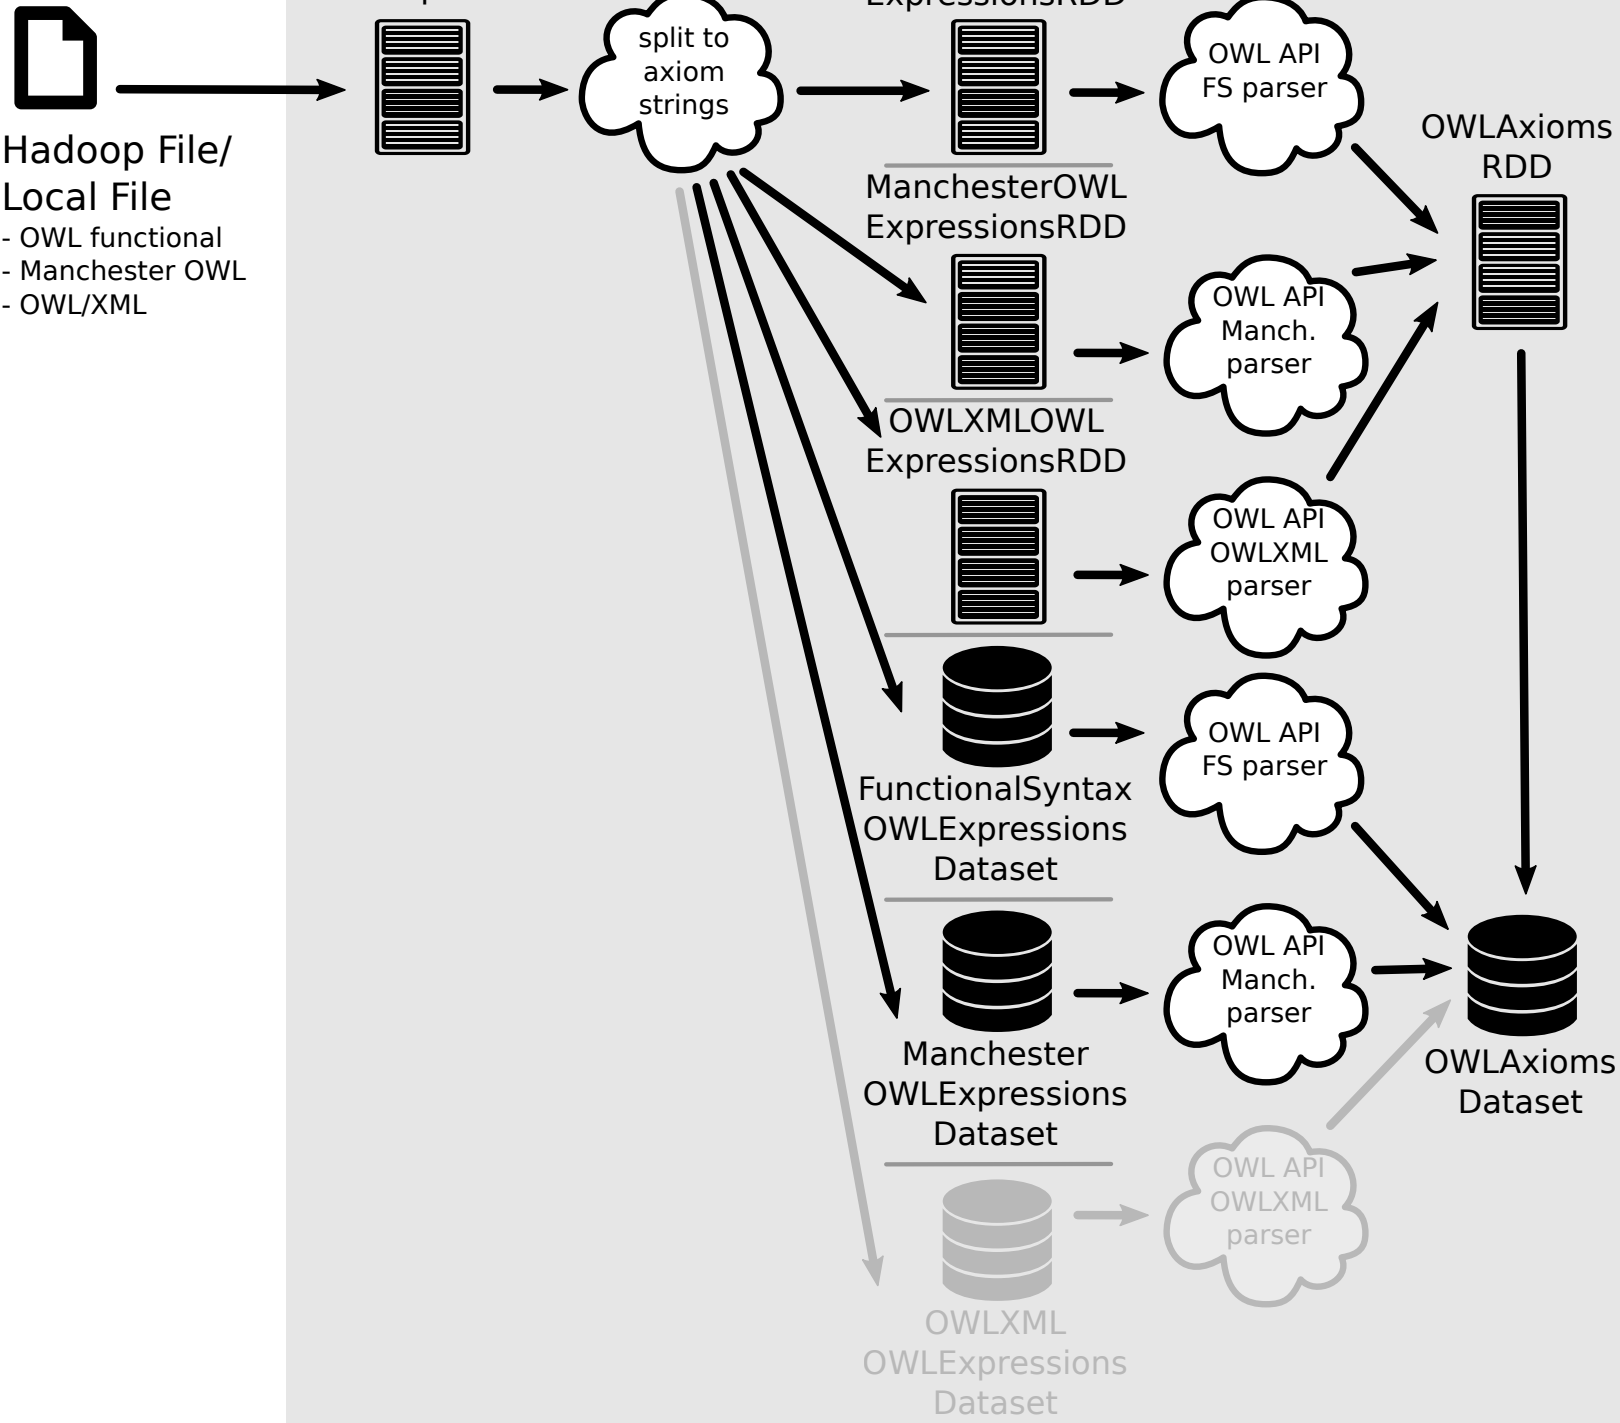 split to
axiom
strings
ExpressionsRDD
OWL API
FS parser
Hadoop File/
Local File
- OWL functional
- Manchester OWL
- OWL/XML
OWLAxioms
RDD
ManchesterOWL
ExpressionsRDD
OWL API
Manch.
parser
OWLXMLOWL
ExpressionsRDD
OWL API
OWLXML
parser
FunctionalSyntax
OWLExpressions
Dataset
OWL API
FS parser
Manchester
OWLExpressions
Dataset
OWL API
Manch.
parser
OWLAxioms
Dataset
OWLXML
OWLExpressions
Dataset
OWL API
OWLXML
parser